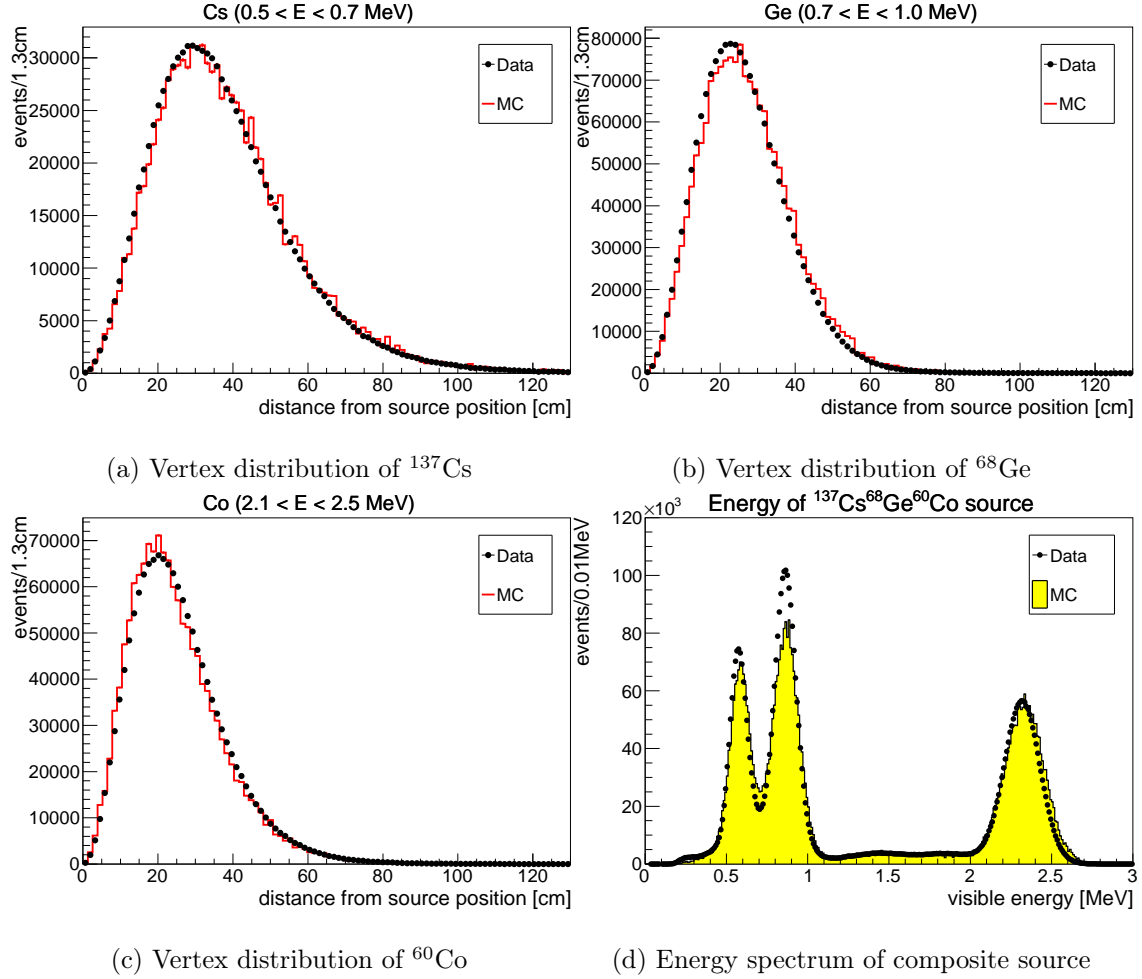 Cs (0.5 < E < 0.7 MeV)
events/1.3cm
30000
25000
20000
15000
10000
5000
0
Data
MC
0 20 40 60 80 100 120
distance from source position [cm]
(a) Vertex distribution of ¹³⁷Cs
Ge (0.7 < E < 1.0 MeV)
events/1.3cm
80000
70000
60000
50000
40000
30000
20000
10000
0
Data
MC
0 20 40 60 80 100 120
distance from source position [cm]
(b) Vertex distribution of ⁶⁸Ge
Co (2.1 < E < 2.5 MeV)
events/1.3cm
70000
60000
50000
40000
30000
20000
10000
0
Data
MC
0 20 40 60 80 100 120
distance from source position [cm]
(c) Vertex distribution of ⁶⁰Co
Energy of ¹³⁷Cs⁶⁸Ge⁶⁰Co source
×10³
events/0.01MeV
120
100
80
60
40
20
0
Data
MC
0.5 1 1.5 2 2.5 3
visible energy [MeV]
(d) Energy spectrum of composite source